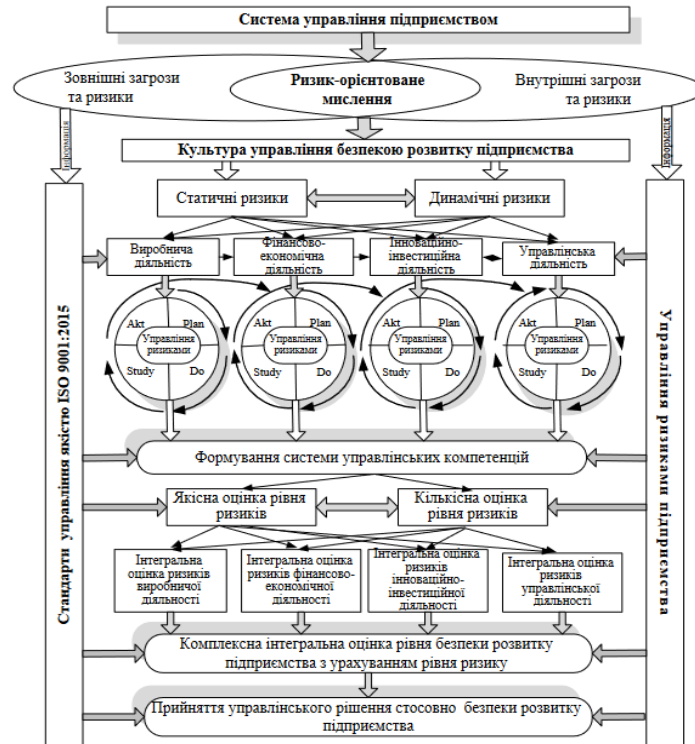 Система управління підприємством
Зовнішні загрози
та ризики
Ризик-орієнтоване
мислення
Внутрішні загрози
та ризики
Інформація
Інформація
Культура управління безпекою розвитку підприємства
Статичні ризики
Динамічні ризики
Виробнича
діяльність
Фінансово-
економічна
діяльність
Інноваційно-
інвестиційна
діяльність
Управлінська
діяльність
Akt
Plan
Управління
ризиками
Study
Do
Akt
Plan
Управління
ризиками
Study
Do
Akt
Plan
Управління
ризиками
Study
Do
Akt
Plan
Управління
ризиками
Study
Do
Стандарти управління якістю ISO 9001:2015
Управління ризиками підприємства
Формування системи управлінських компетенцій
Якісна оцінка рівня
ризиків
Кількісна оцінка
рівня ризиків
Інтегральна
оцінка ризиків
виробничої
діяльності
Інтегральна оцінка
ризиків фінансово-
економічної
діяльності
Інтегральна оцінка
ризиків
інноваційно-
інвестиційної
діяльності
Інтегральна оцінка
ризиків
управлінської
діяльності
Комплексна інтегральна оцінка рівня безпеки розвитку
підприємства з урахуванням рівня ризику
Прийняття управлінського рішення стосовно безпеки розвитку
підприємства